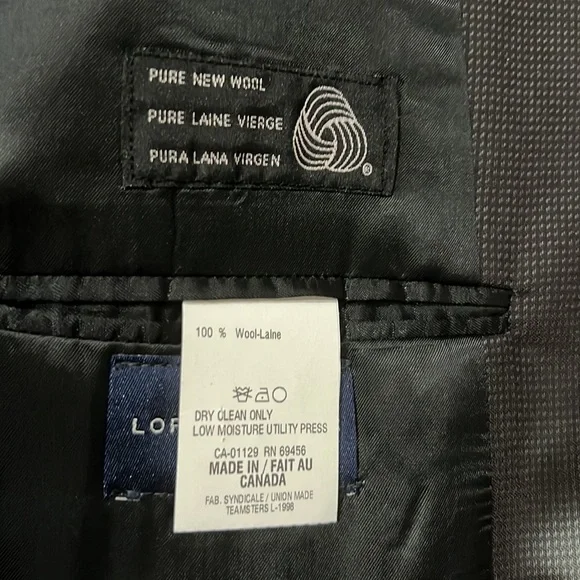 PURE NEW WOOL
PURE LAINE VIERGE
PURA LANA VIRGEN
®
100 % Wool-Laine
DRY CLEAN ONLY
LOW MOISTURE UTILITY PRESS
CA-01129 RN 69456
MADE IN / FAIT AU
CANADA
FAB. SYNDICALE / UNION MADE
TEAMSTERS L-1998